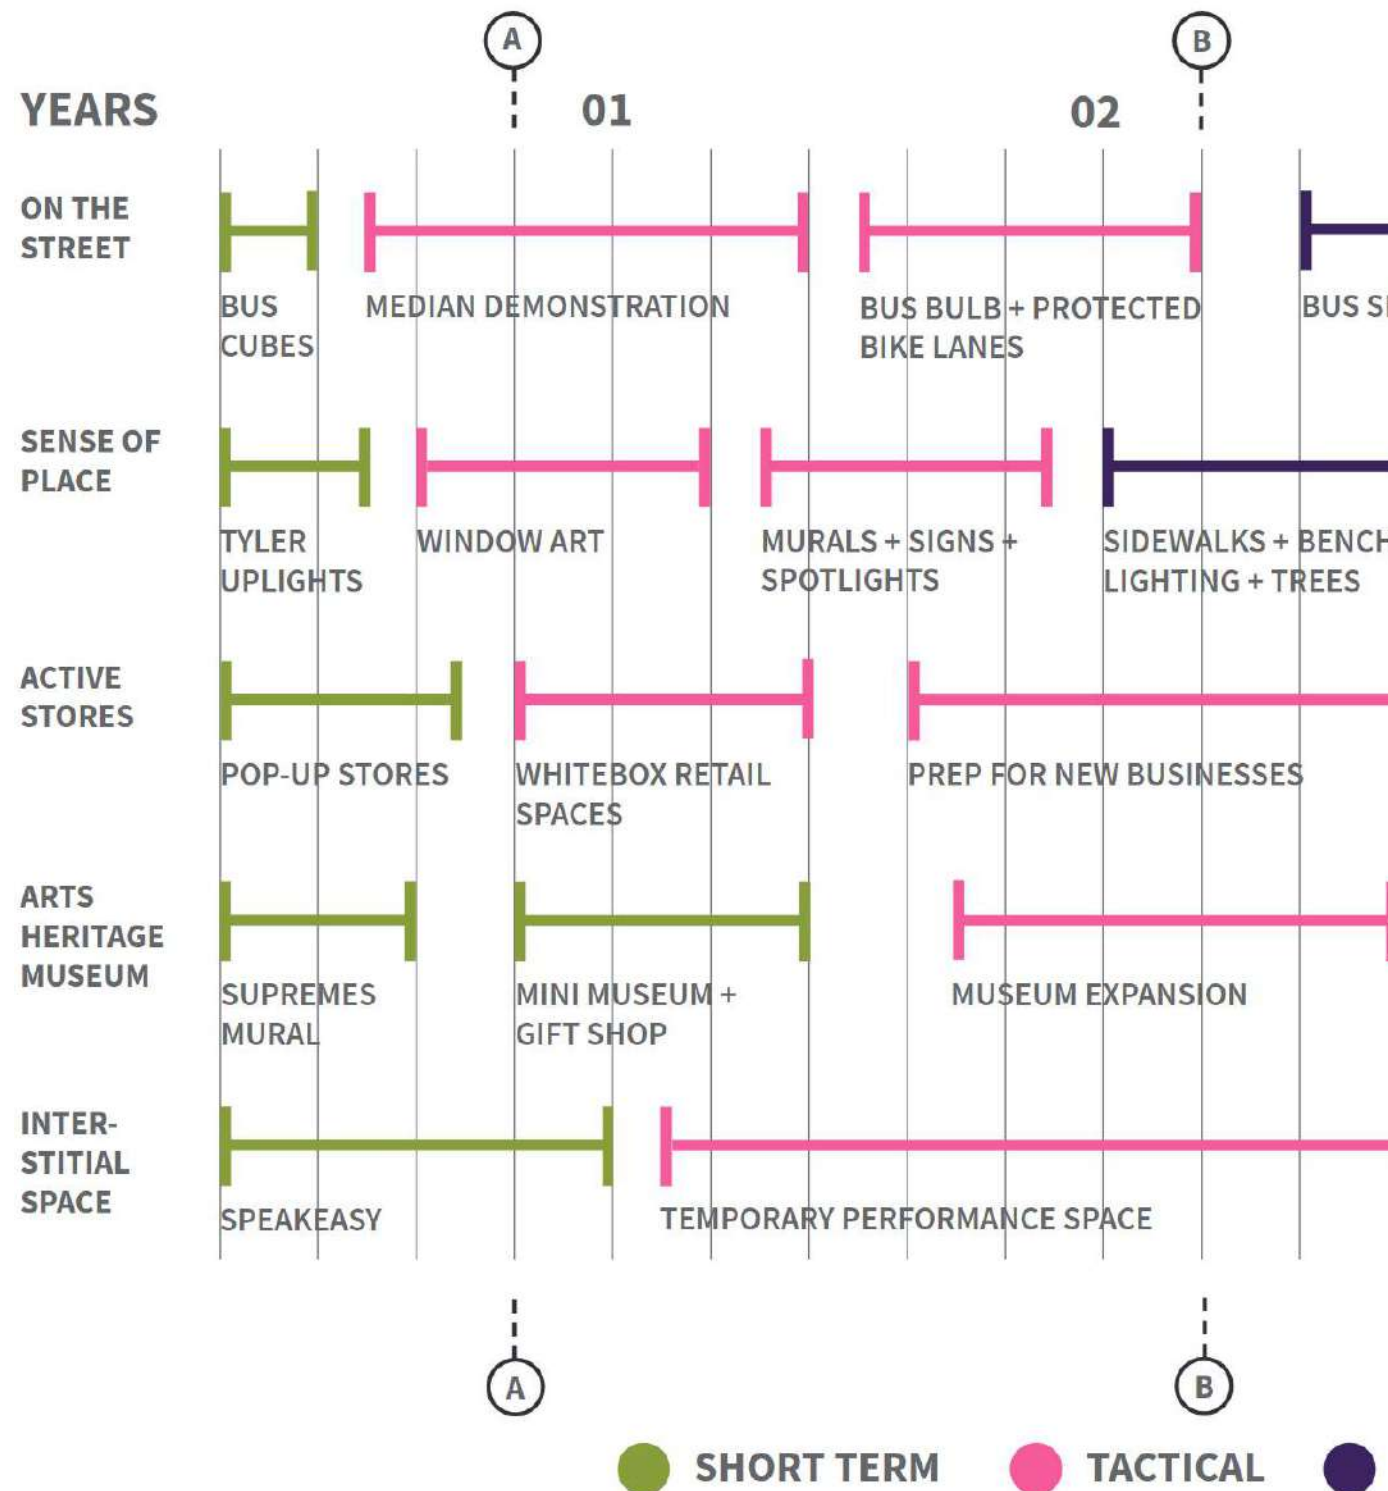 A
B
YEARS
01
02
ON THE
STREET
BUS
CUBES
MEDIAN DEMONSTRATION
BUS BULB + PROTECTED
BIKE LANES
BUS
SENSE OF
PLACE
TYLER
UPLIGHTS
WINDOW ART
MURALS + SIGNS +
SPOTLIGHTS
SIDEWALKS + BENCH
LIGHTING + TREES
ACTIVE
STORES
POP-UP STORES
WHITEBOX RETAIL
SPACES
PREP FOR NEW BUSINESSES
ARTS
HERITAGE
MUSEUM
SUPREMES
MURAL
MINI MUSEUM +
GIFT SHOP
MUSEUM EXPANSION
INTER-
STITIAL
SPACE
SPEAKEASY
TEMPORARY PERFORMANCE SPACE
A
B
SHORT TERM
TACTICAL